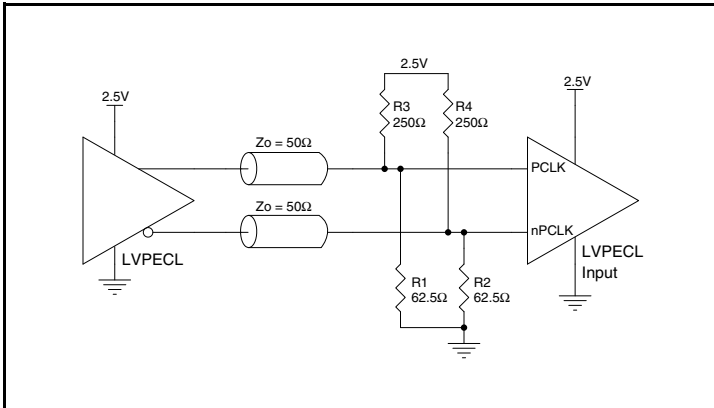 2.5V
2.5V
2.5V
R3
250Ω
R4
250Ω
Zo = 50Ω
PCLK
Zo = 50Ω
nPCLK
LVPECL
LVPECL
Input
R1
62.5Ω
R2
62.5Ω